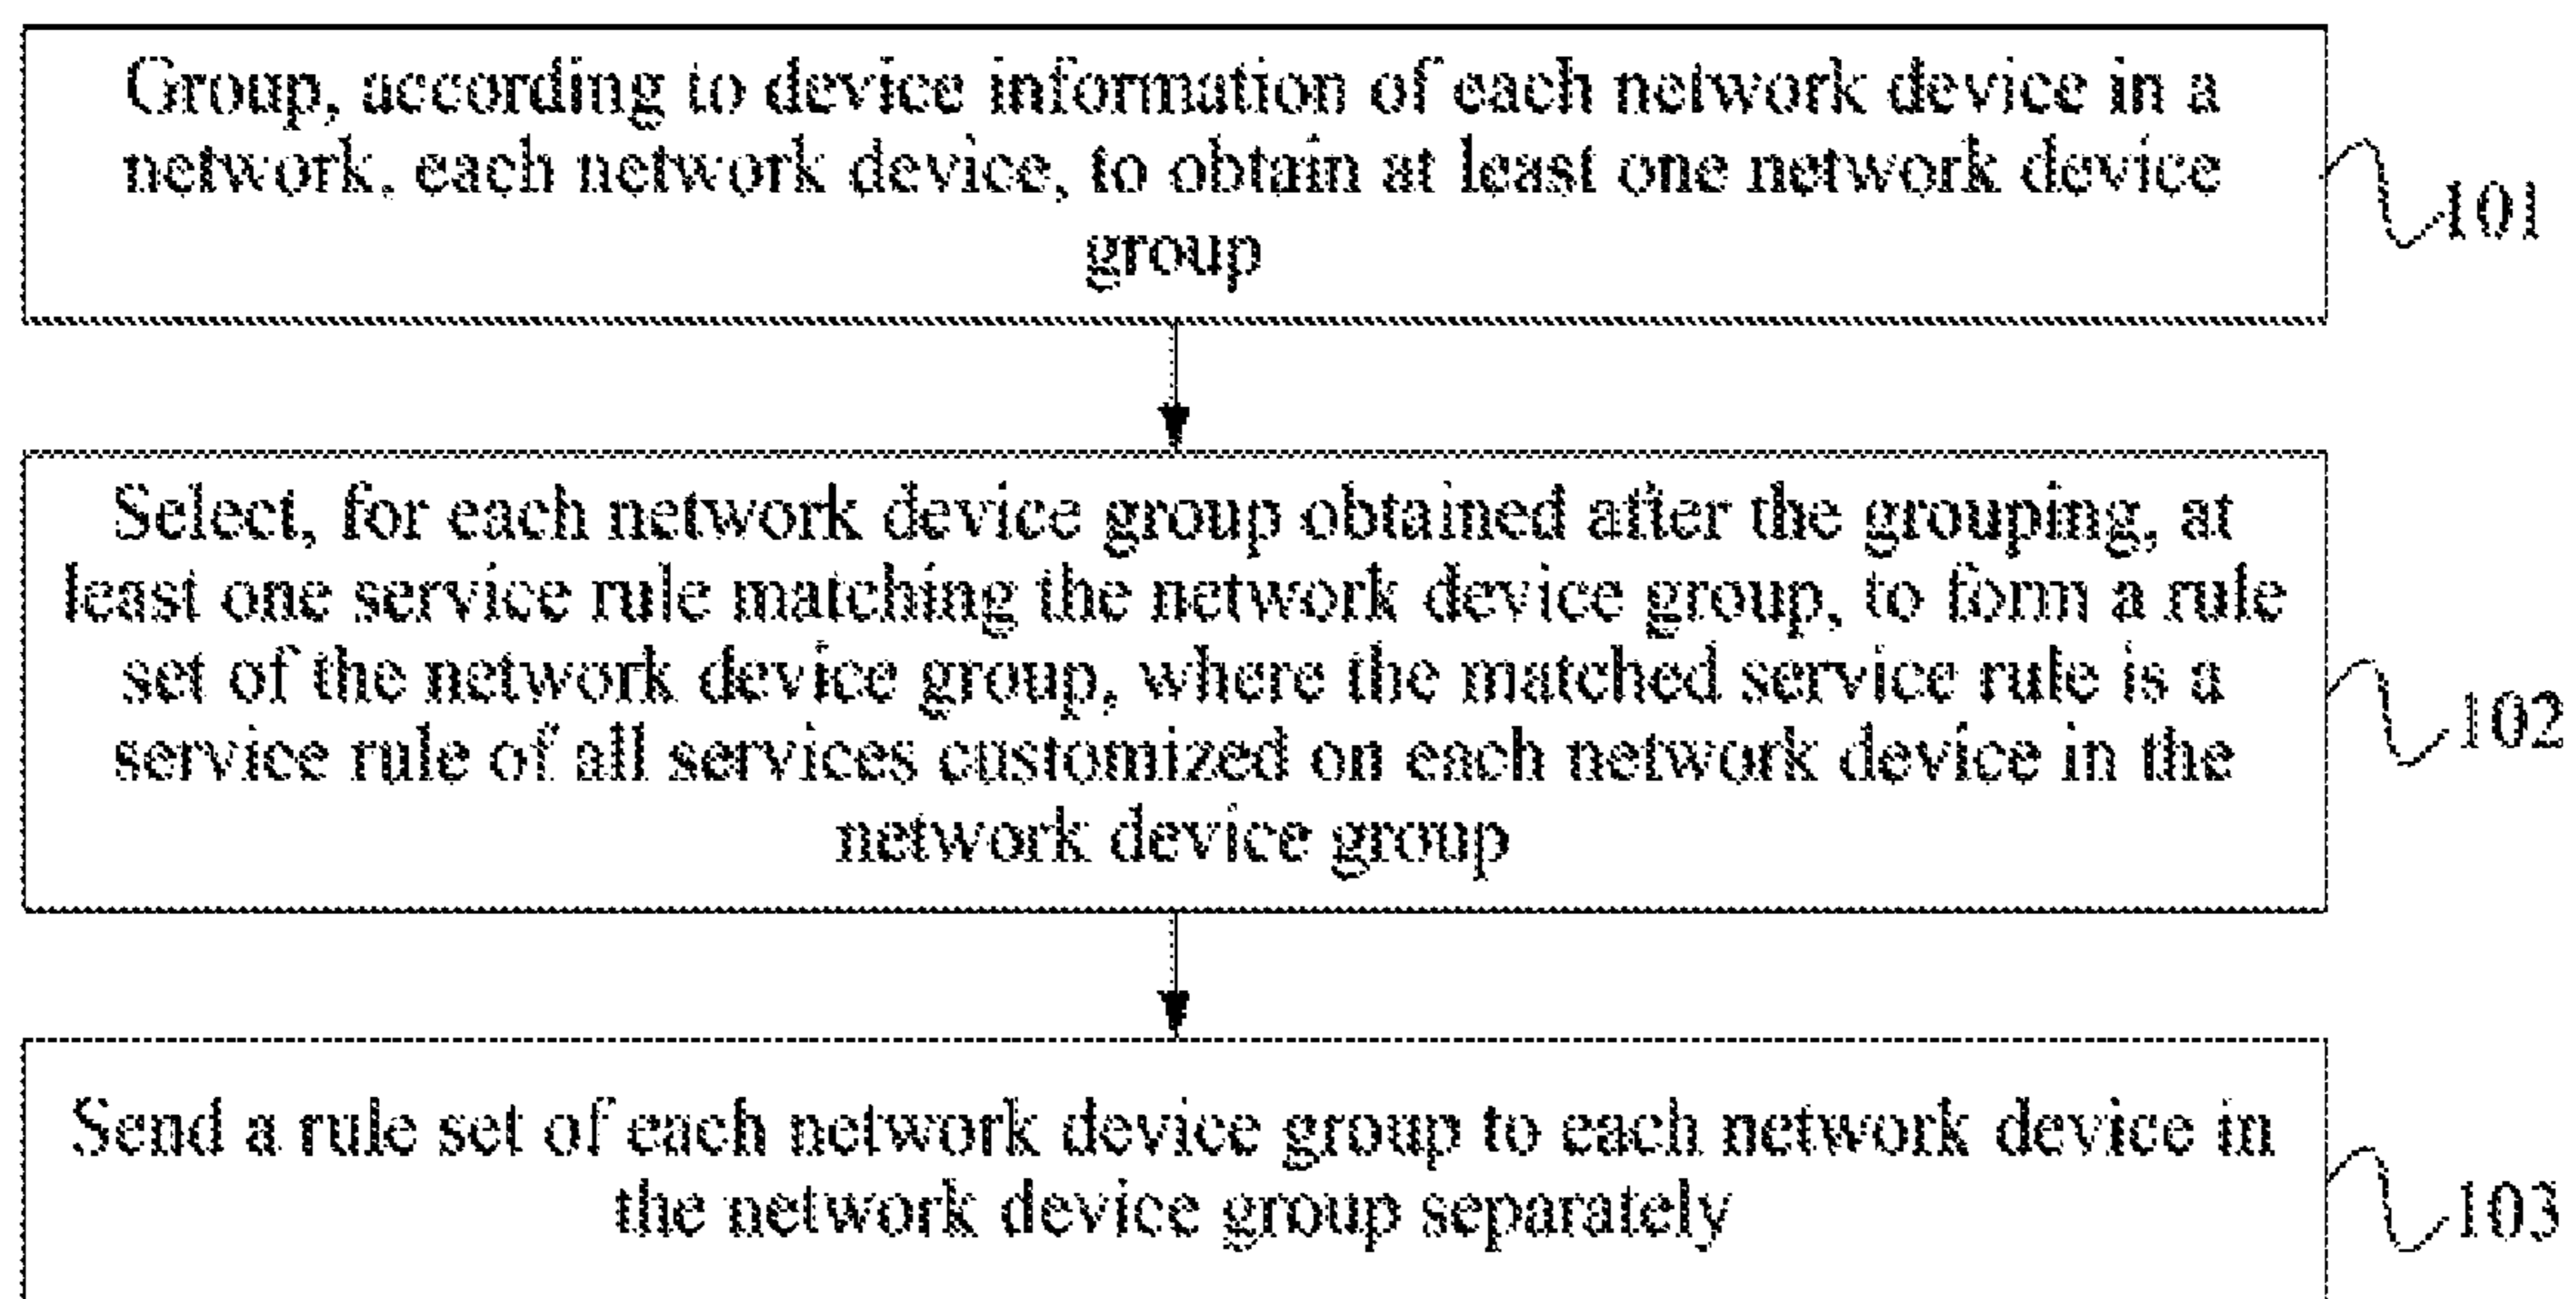 Group, according to device information of each network device in a
network, each network device, to obtain at least one network device
group
101
Select, for each network device group obtained after the grouping, at
least one service rule matching the network device group, to form a rule
set of the network device group, where the matched service rule is a
service rule of all services customized on each network device in the
network device group
102
Send a rule set of each network device group to each network device in
the network device group separately
103